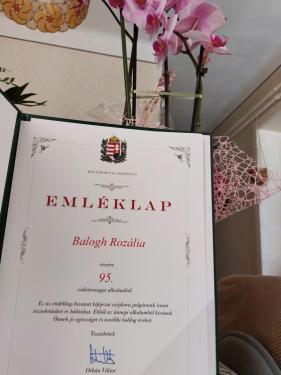 MAGYARORSZÁG KORMÁNYA
EMLÉKLAP
Balogh Rozália
részére
95.
születésnapja alkalmából
Ez az emléklap hivatott kifejezni szépkorú polgáraink iránti
tiszteletünket és hálánkat. Ebből az ünnepi alkalomból kívánok
Önnek jó egészséget és további boldog éveket.
Tisztelettel:
Orbán Viktor